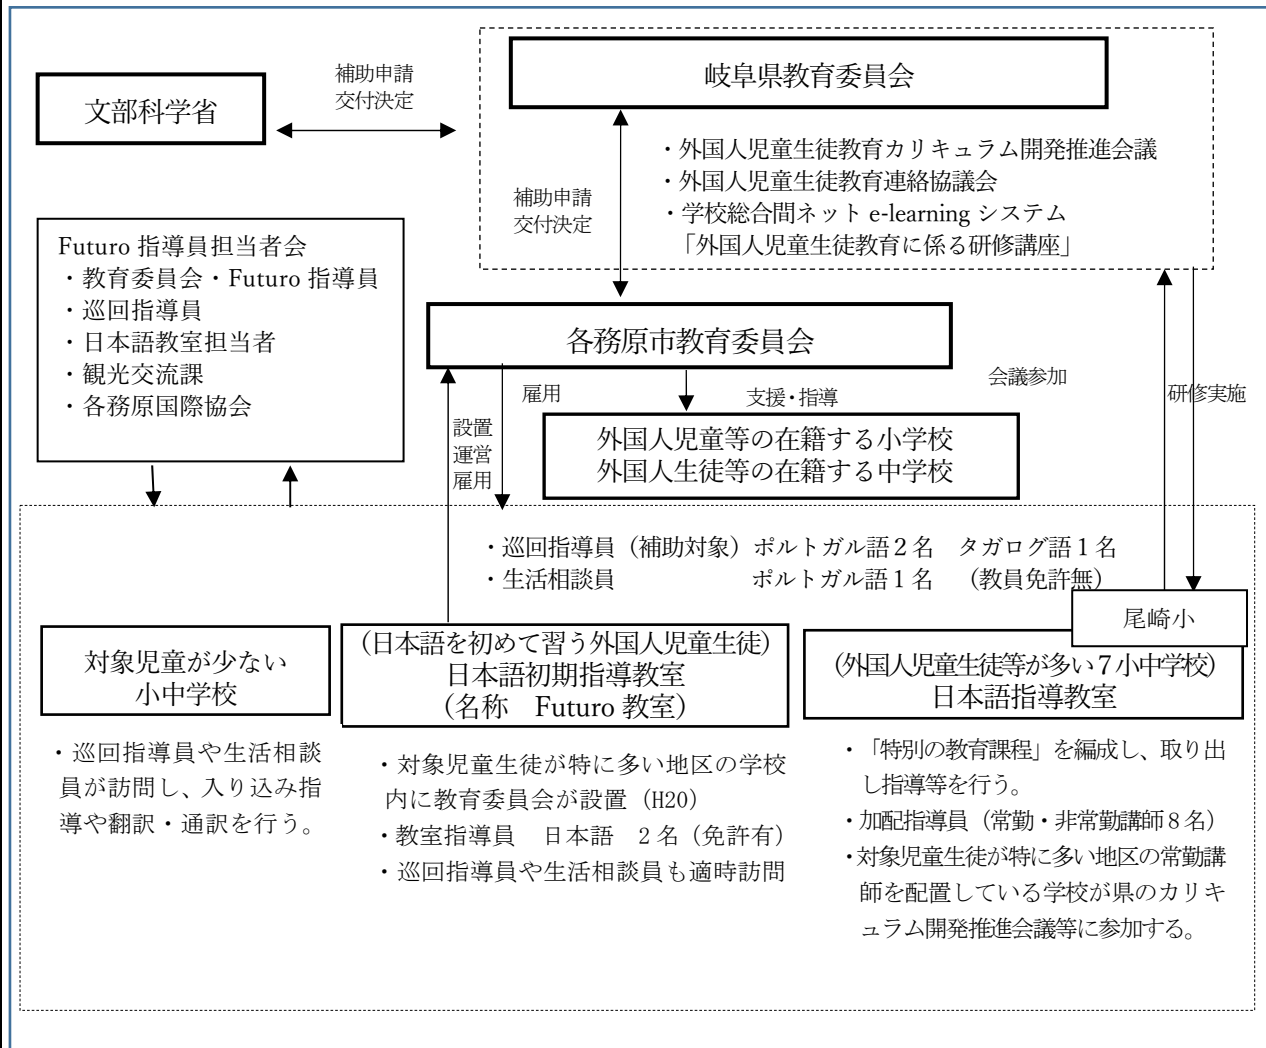 岐阜県教育委員会
文部科学省
補助申請
交付決定
・外国人児童生徒教育カリキュラム開発推進会議
・外国人児童生徒教育連絡協議会
・学校総合間ネット e-learning システム
「外国人児童生徒教育に係る研修講座」
補助申請
交付決定
Futuro 指導員担当者会
・教育委員会・Futuro 指導員
・巡回指導員
・日本語教室担当者
・観光交流課
・各務原国際協会
各務原市教育委員会
会議参加
研修実施
雇用
支援・指導
設置
運営
雇用
外国人児童等の在籍する小学校
外国人生徒等の在籍する中学校
・巡回指導員（補助対象）ポルトガル語２名　タガログ語１名
・生活相談員　　　　　　ポルトガル語１名　（教員免許無）
尾崎小
対象児童が少ない
小中学校
・巡回指導員や生活相談
員が訪問し、入り込み指
導や翻訳・通訳を行う。
（日本語を初めて習う外国人児童生徒）
日本語初期指導教室
（名称　Futuro 教室）
・対象児童生徒が特に多い地区の学校
内に教育委員会が設置（H20）
・教室指導員　日本語　２名（免許有）
・巡回指導員や生活相談員も適時訪問
（外国人児童生徒等が多い７小中学校）
日本語指導教室
・「特別の教育課程」を編成し、取り出
し指導等を行う。
・加配指導員（常勤・非常勤講師８名）
・対象児童生徒が特に多い地区の常勤講
師を配置している学校が県のカリキ
ュラム開発推進会議等に参加する。